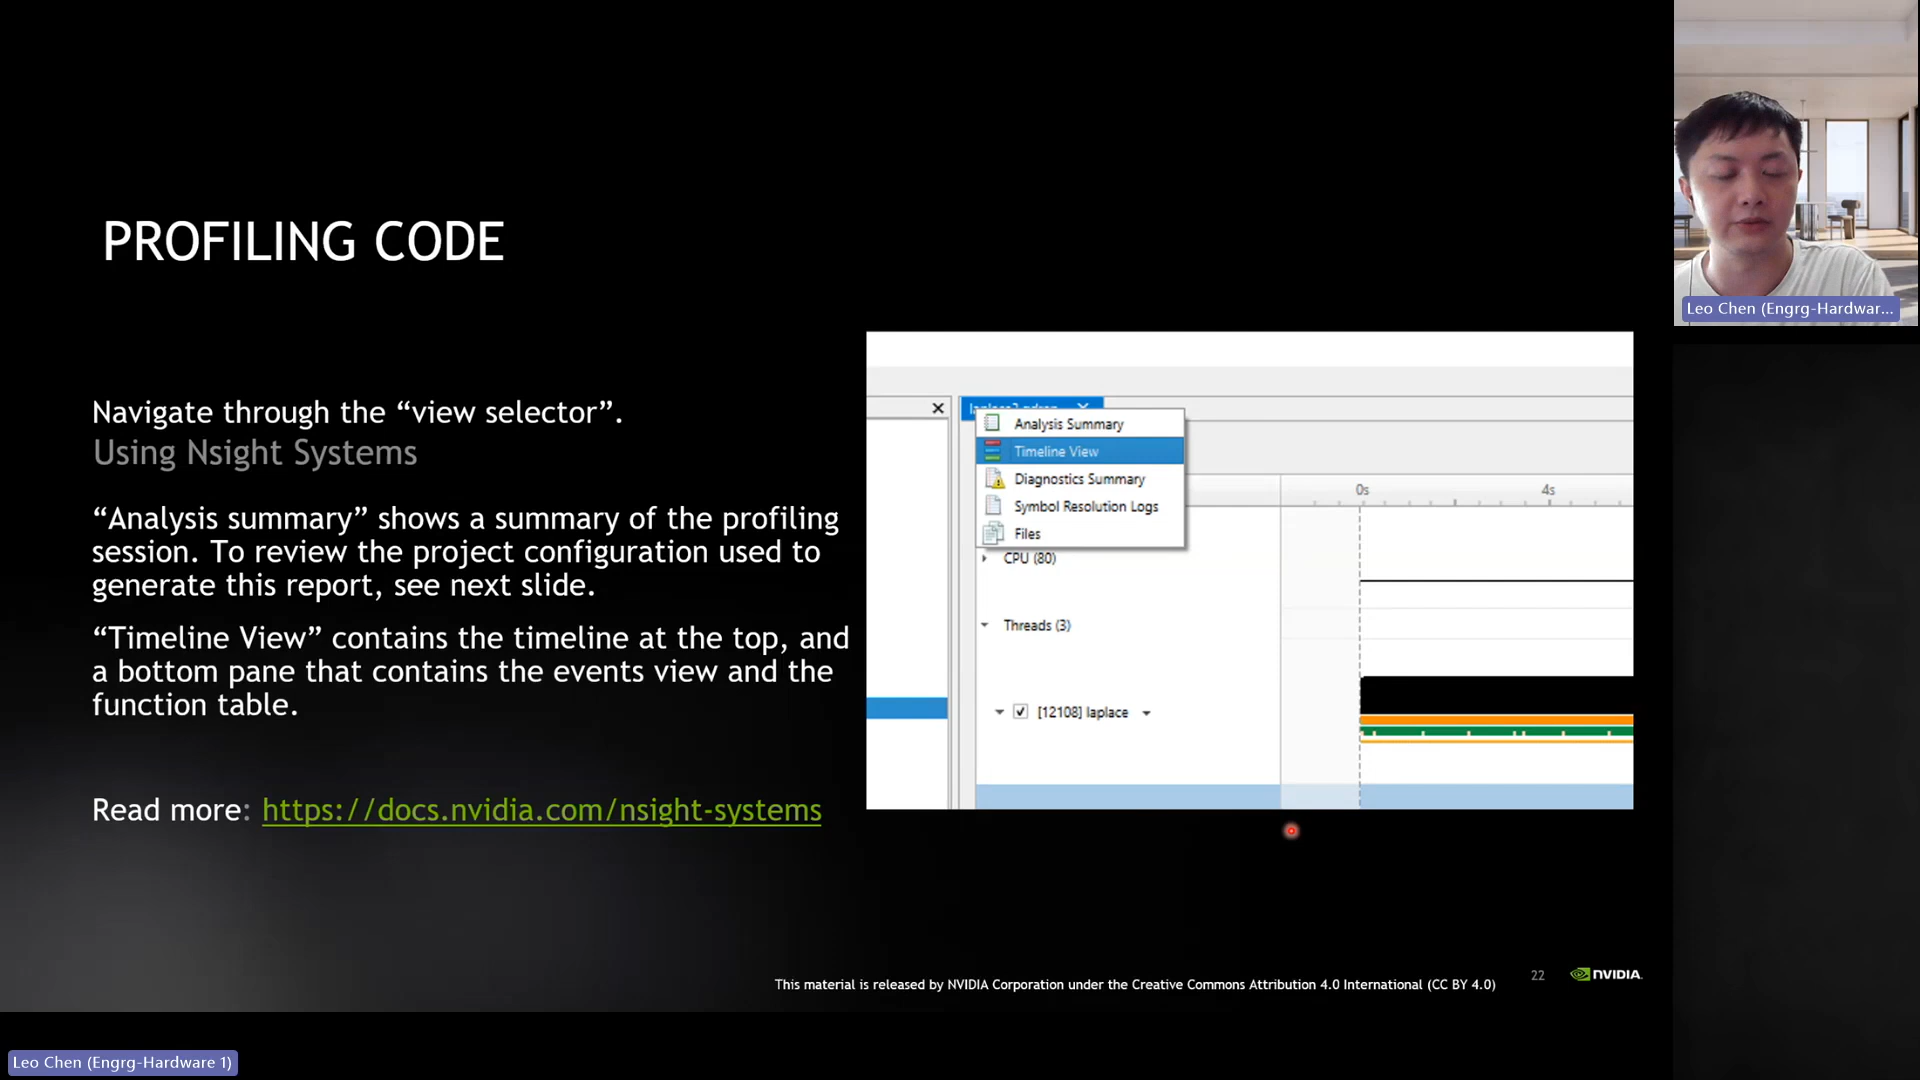 PROFILING CODE
Navigate through the “view selector”.
Using Nsight Systems
“Analysis summary” shows a summary of the profiling
session. To review the project configuration used to
generate this report, see next slide.
“Timeline View” contains the timeline at the top, and
a bottom pane that contains the events view and the
function table.
Read more: https://docs.nvidia.com/nsight-systems
Analysis Summary
Timeline View
Diagnostics Summary
Symbol Resolution Logs
Files
0s
4s
CPU (80)
Threads (3)
[12108] laplace
This material is released by NVIDIA Corporation under the Creative Commons Attribution 4.0 International (CC BY 4.0)
22
NVIDIA.
Leo Chen (Engrg-Hardwar...
Leo Chen (Engrg-Hardware 1)